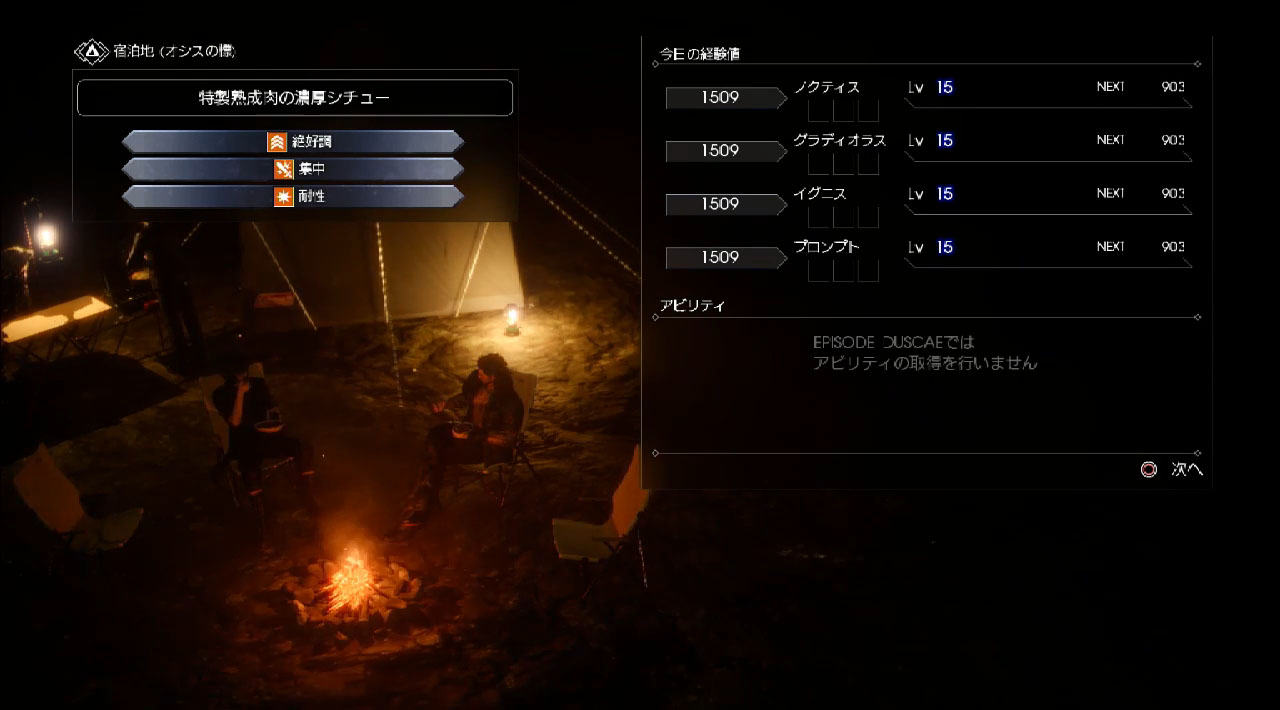 宿泊地 (オシスの標)
特製熟成肉の濃厚シチュー
絶好調
集中
耐性
今日の経験値
1509 ノクティス Lv 15 NEXT 903
1509 グラディオラス Lv 15 NEXT 903
1509 イグニス Lv 15 NEXT 903
1509 プロンプト Lv 15 NEXT 903
アビリティ
EPISODE DUSCAEでは
アビリティの取得を行いません
次へ